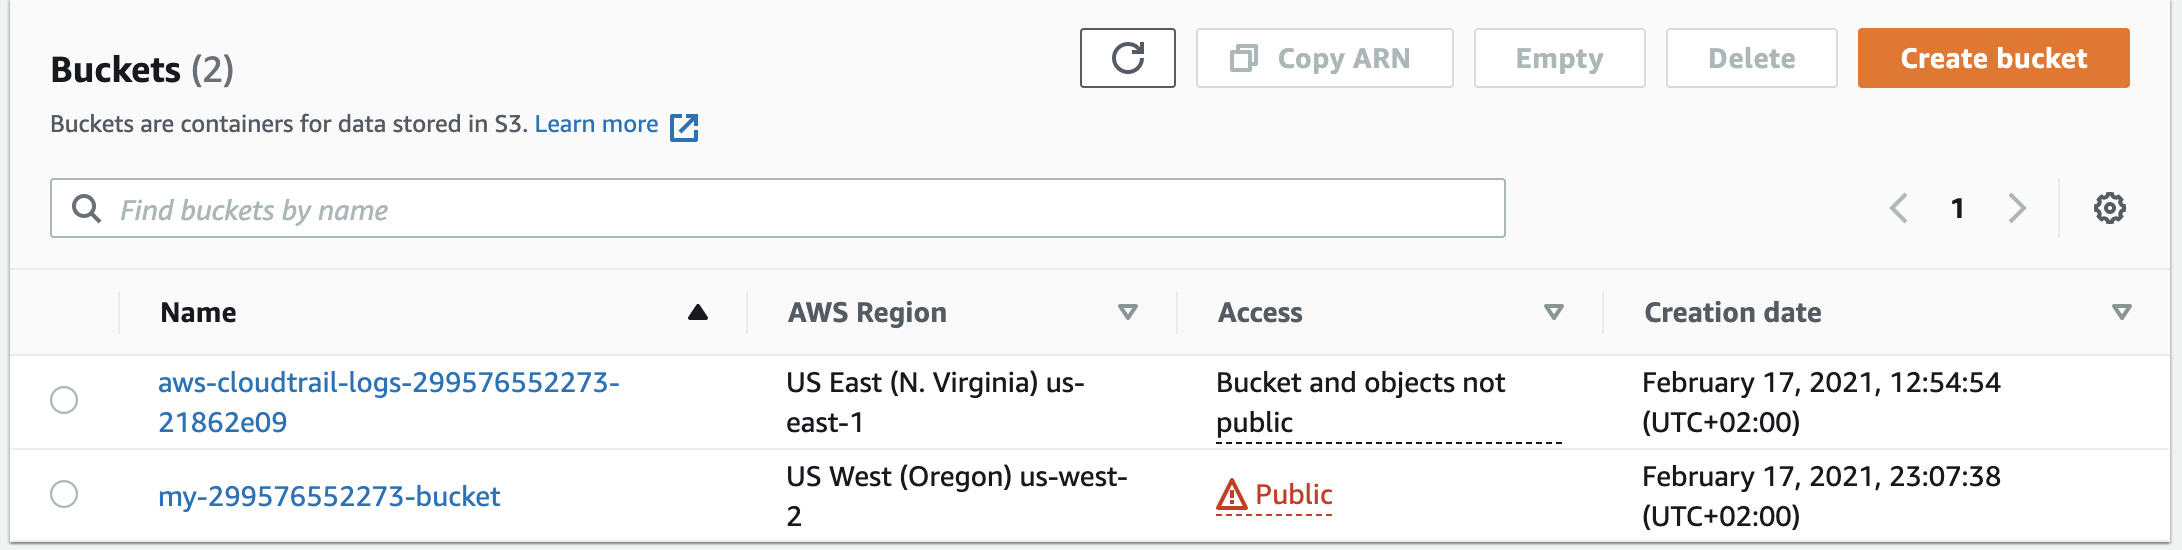 Buckets (2)
Copy ARN
Empty
Delete
Create bucket
Buckets are containers for data stored in S3. Learn more
Find buckets by name
1
Name
AWS Region
Access
Creation date
aws-cloudtrail-logs-299576552273-
21862e09
US East (N. Virginia) us-
east-1
Bucket and objects not
public
February 17, 2021, 12:54:54
(UTC+02:00)
my-299576552273-bucket
US West (Oregon) us-west-
2
Public
February 17, 2021, 23:07:38
(UTC+02:00)